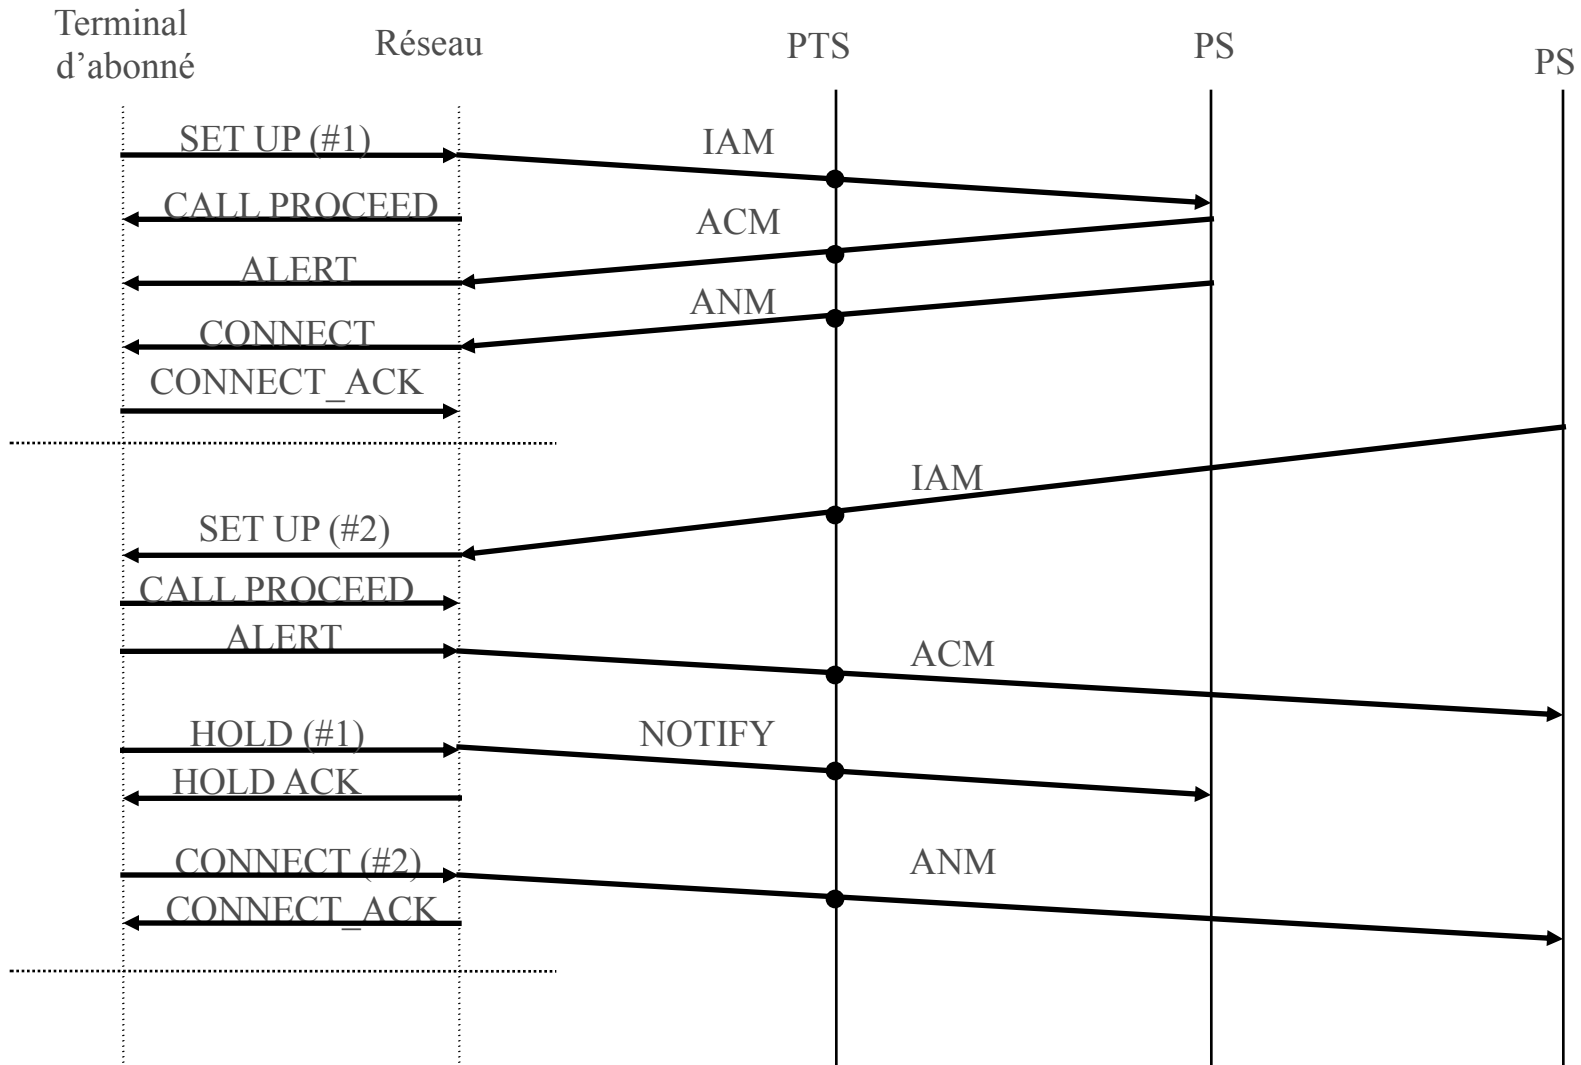 Terminal
d’abonné
Réseau
PTS
PS
PS
SET UP (#1)
IAM
CALL PROCEED
ACM
ALERT
ANM
CONNECT
CONNECT_ACK
IAM
SET UP (#2)
CALL PROCEED
ALERT
ACM
HOLD (#1)
NOTIFY
HOLD ACK
CONNECT (#2)
ANM
CONNECT_ACK